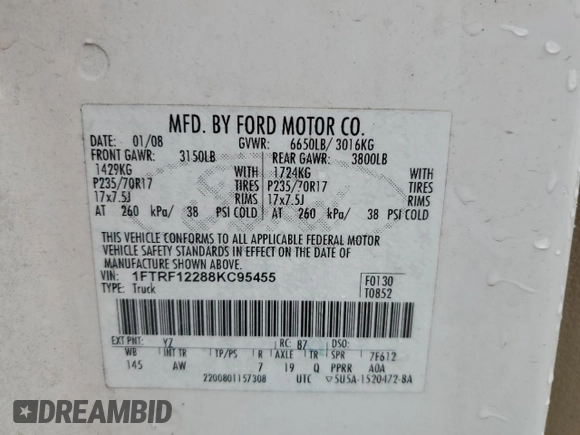 MFD. BY FORD MOTOR CO.
DATE: 01/08 GVWR: 6650LB/ 3016KG
FRONT GAWR: 3150LB REAR GAWR: 3800LB
1429KG WITH 1724KG WITH
P235/70R17 TIRES P235/70R17 TIRES
17x7.5J RIMS 17x7.5J RIMS
AT 260 kPa/ 38 PSI COLD AT 260 kPa/ 38 PSI COLD
THIS VEHICLE CONFORMS TO ALL APPLICABLE FEDERAL MOTOR
VEHICLE SAFETY STANDARDS IN EFFECT ON THE DATE OF
MANUFACTURE SHOWN ABOVE.
VIN: 1FTRF12288KC95455 F0130
TYPE: Truck T0852
EXT PNT: YZ RC: 87 DSO:
WB INT TR TP/PS R AXLE TR SPR 7F612
145 AW 7 19 Q PPRR AOA
2200801157308 UTC 5U5A-1520472-BA
DREAMBID
.com